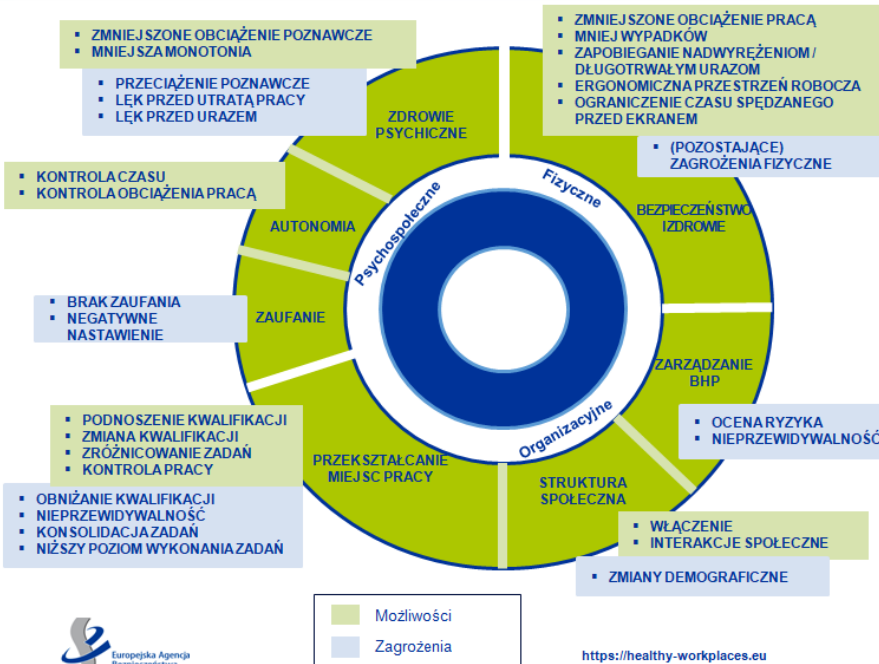 ZMNIEJSZONE OBCIĄŻENIE POZNAWCZE
MNIEJSZA MONOTONIA
PRZECIĄŻENIE POZNAWCZE
LĘK PRZED UTRATĄ PRACY
LĘK PRZED URAZEM
ZDROWIE
PSYCHICZNE
ZMNIEJSZONE OBCIĄŻENIE PRACĄ
MNIEJ WYPADKÓW
ZAPOBIEGANIE NADWYRĘŻENIOM /
DŁUGOTRWAŁYM URAZOM
ERGONOMICZNA PRZESTRZEŃ ROBOCZA
OGRANICZENIE CZASU SPĘDZANEGO
PRZED EKRANEM
(POZOSTAJĄCE)
ZAGROŻENIA FIZYCZNE
BEZPIECZEŃSTWO
I ZDROWIE
KONTROLA CZASU
KONTROLA OBCIĄŻENIA PRACĄ
AUTONOMIA
Psychospołeczne
Fizyczne
Organizacyjne
BRAK ZAUFANIA
NEGATYWNE
NASTAWIENIE
ZAUFANIE
ZARZĄDZANIE
BHP
OCENA RYZYKA
NIEPRZEWIDYWALNOŚĆ
PODNOSZENIE KWALIFIKACJI
ZMIANA KWALIFIKACJI
ZRÓŻNICOWANIE ZADAŃ
KONTROLA PRACY
OBNIŻANIE KWALIFIKACJI
NIEPRZEWIDYWALNOŚĆ
KONSOLIDACJA ZADAŃ
NIŻSZY POZIOM WYKONANIA ZADAŃ
PRZEKSZTAŁCANIE
MIEJSC PRACY
STRUKTURA
SPOŁECZNA
WŁĄCZENIE
INTERAKCJE SPOŁECZNE
ZMIANY DEMOGRAFICZNE
Możliwości
Zagrożenia
Europejska Agencja
https://healthy-workplaces.eu